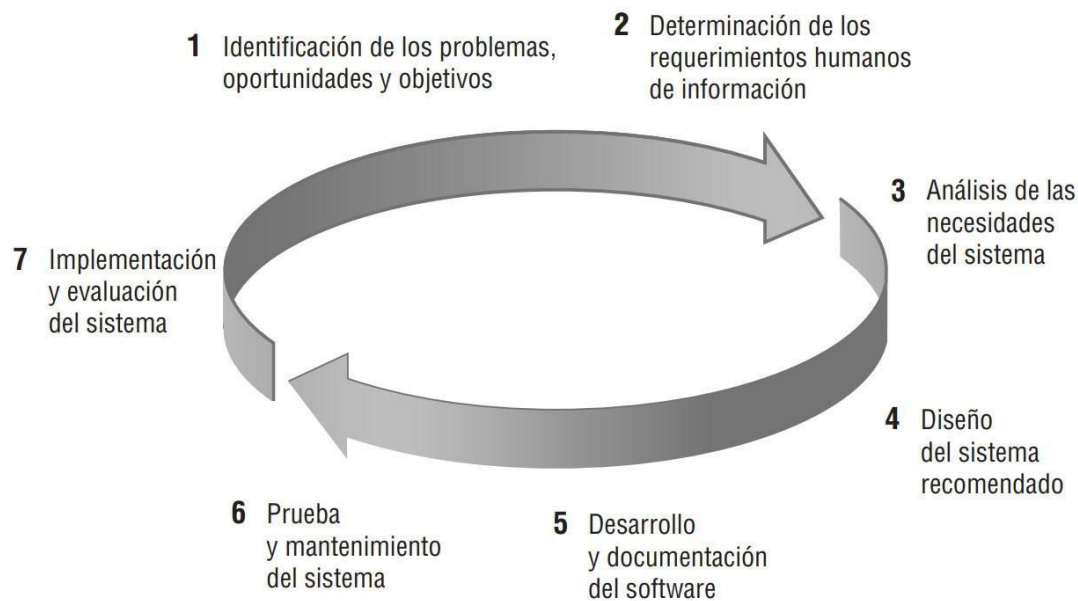 1 Identificación de los problemas,
oportunidades y objetivos
2 Determinación de los
requerimientos humanos
de información
3 Análisis de las
necesidades
del sistema
4 Diseño
del sistema
recomendado
5 Desarrollo
y documentación
del software
6 Prueba
y mantenimiento
del sistema
7 Implementación
y evaluación
del sistema